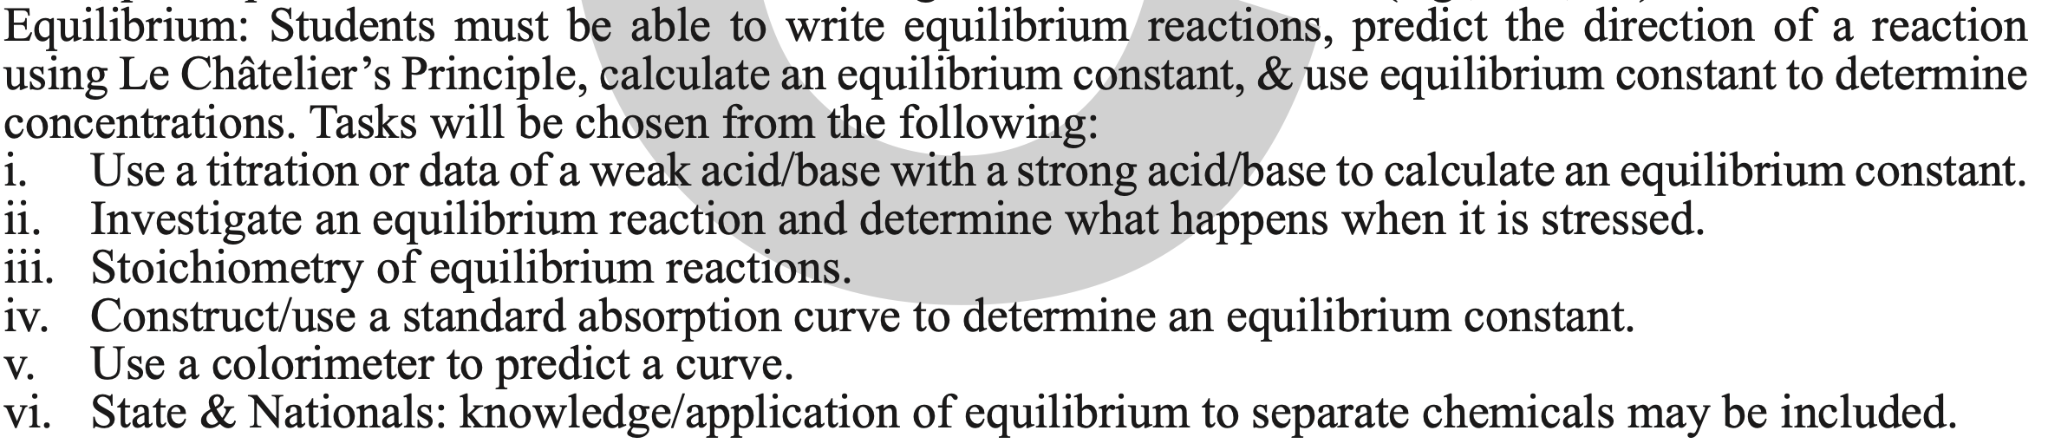 Equilibrium: Students must be able to write equilibrium reactions, predict the direction of a reaction
using Le Châtelier’s Principle, calculate an equilibrium constant, & use equilibrium constant to determine
concentrations. Tasks will be chosen from the following:
i. Use a titration or data of a weak acid/base with a strong acid/base to calculate an equilibrium constant.
ii. Investigate an equilibrium reaction and determine what happens when it is stressed.
iii. Stoichiometry of equilibrium reactions.
iv. Construct/use a standard absorption curve to determine an equilibrium constant.
v. Use a colorimeter to predict a curve.
vi. State & Nationals: knowledge/application of equilibrium to separate chemicals may be included.